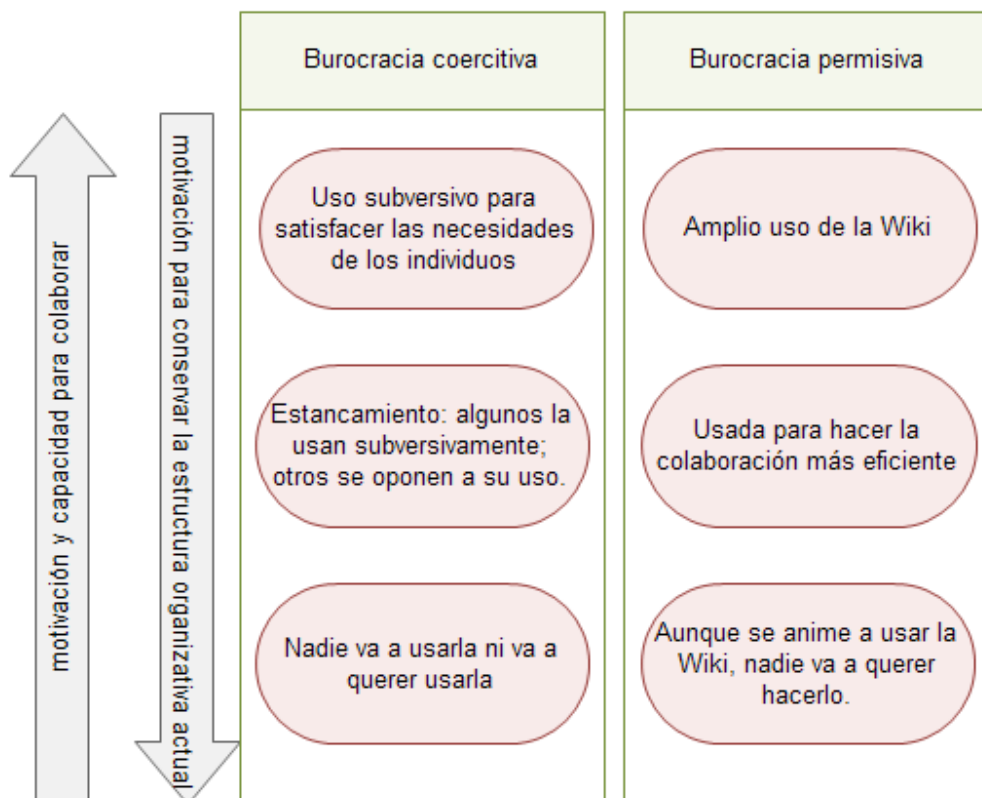 Burocracia coercitiva
Burocracia permisiva
motivación y capacidad para colaborar
motivación para conservar la estructura organizativa actual
Uso subversivo para
satisfacer las necesidades
de los individuos
Amplio uso de la Wiki
Estancamiento: algunos la
usan subversivamente;
otros se oponen a su uso.
Usada para hacer la
colaboración más eficiente
Nadie va a usarla ni va a
querer usarla
Aunque se anime a usar la
Wiki, nadie va a querer
hacerlo.